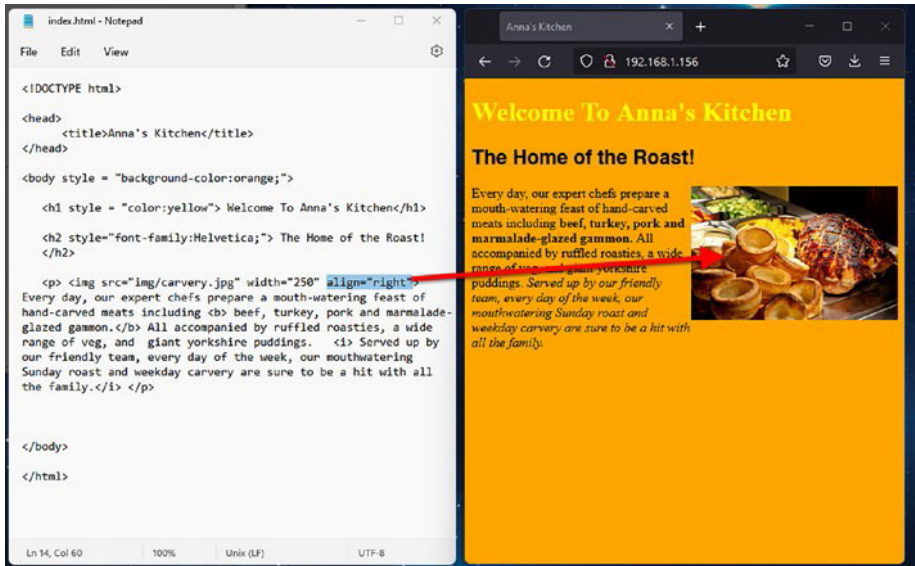 index.html - Notepad
File Edit View
<!DOCTYPE html>
<head>
<title>Anna's Kitchen</title>
</head>
<body style = "background-color:orange;">
<h1 style = "color:yellow"> Welcome To Anna's Kitchen</h1>
<h2 style="font-family:Helvetica;"> The Home of the Roast!
</h2>
<p> <img src="img/carvery.jpg" width="250" align="right">
Every day, our expert chefs prepare a mouth-watering feast of
hand-carved meats including <b> beef, turkey, pork and marmalade-
glazed gammon.</b> All accompanied by ruffled roasties, a wide
range of veg, and giant yorkshire puddings. <i> Served up by
our friendly team, every day of the week, our mouthwatering
Sunday roast and weekday carvery are sure to be a hit with all
the family.</i> </p>
</body>
</html>
Ln 14, Col 60 100% Unix (LF) UTF-8
Anna's Kitchen
192.168.1.156
Welcome To Anna's Kitchen
The Home of the Roast!
Every day, our expert chefs prepare a
mouth-watering feast of hand-carved
meats including beef, turkey, pork and
marmalade-glazed gammon. All
accompanied by ruffled roasties, a wide
range of veg, and giant yorkshire
puddings. Served up by our friendly
team, every day of the week, our
mouthwatering Sunday roast and
weekday carvery are sure to be a hit with
all the family.